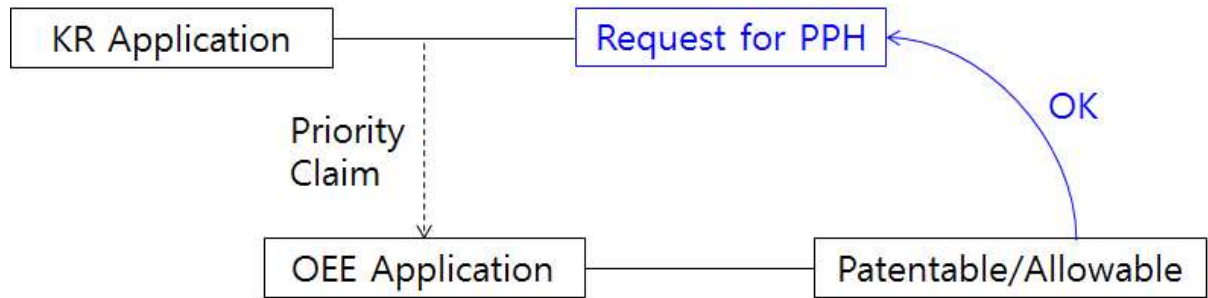 KR Application
Request for PPH
OK
Priority
Claim
OEE Application
Patentable/Allowable